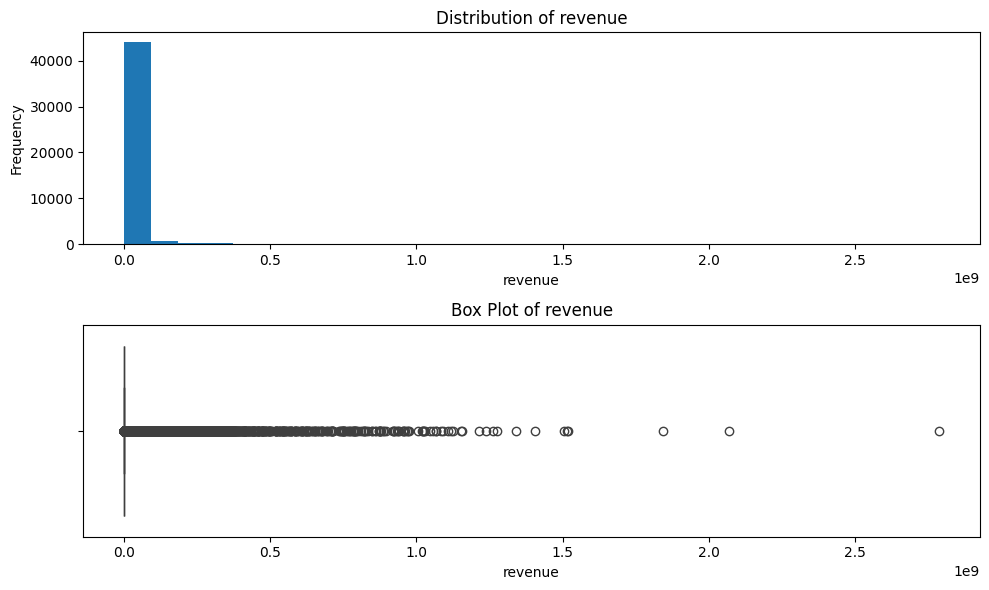 Distribution of revenue
Frequency
40000
30000
20000
10000
0
0.0 0.5 1.0 1.5 2.0 2.5
1e9
revenue
Box Plot of revenue
0.0 0.5 1.0 1.5 2.0 2.5
1e9
revenue